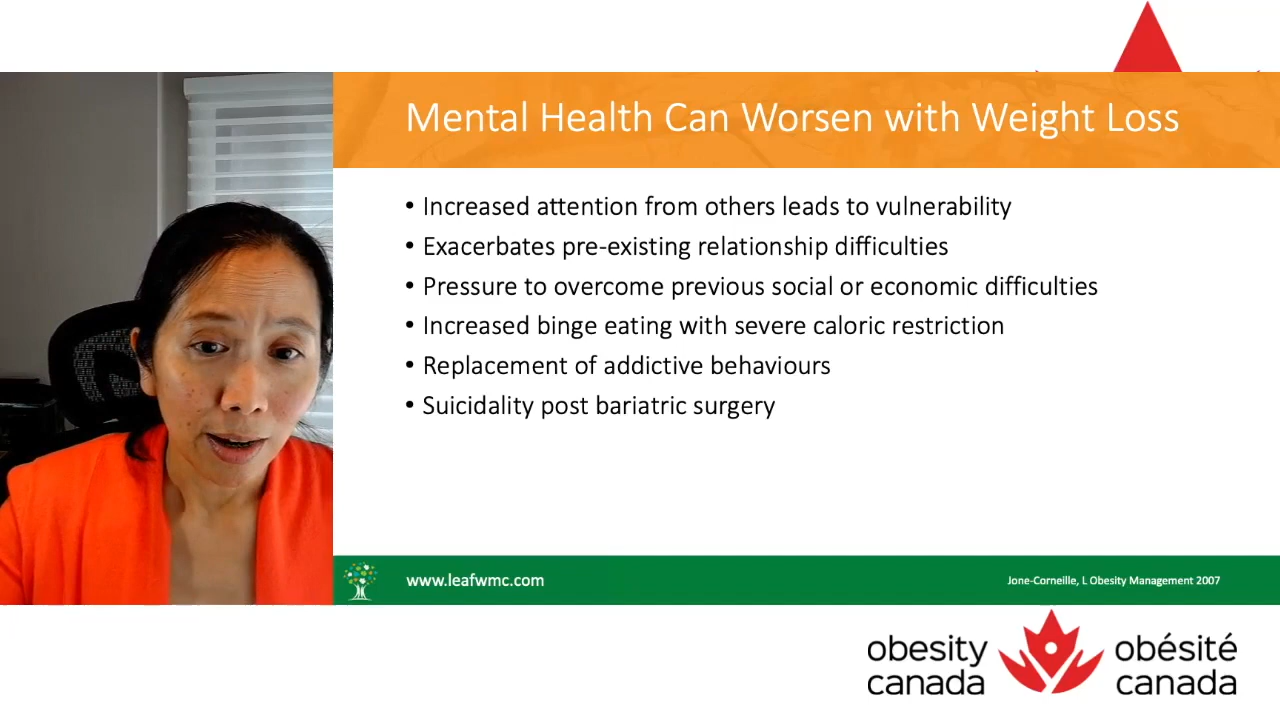 Mental Health Can Worsen with Weight Loss
• Increased attention from others leads to vulnerability
• Exacerbates pre-existing relationship difficulties
• Pressure to overcome previous social or economic difficulties
• Increased binge eating with severe caloric restriction
• Replacement of addictive behaviours
• Suicidality post bariatric surgery
www.leafwmc.com
Jone-Corneille, L Obesity Management 2007
obesity
canada
obésité
canada